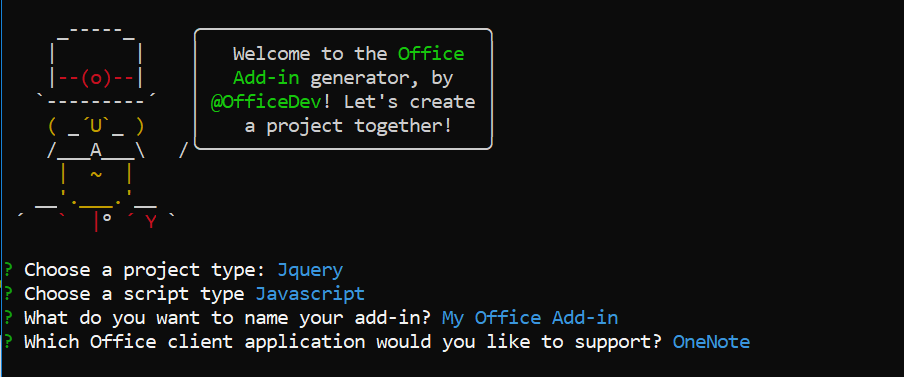 Welcome to the Office
Add-in generator, by
@OfficeDev! Let's create
a project together!
? Choose a project type: Jquery
? Choose a script type Javascript
? What do you want to name your add-in? My Office Add-in
? Which Office client application would you like to support? OneNote